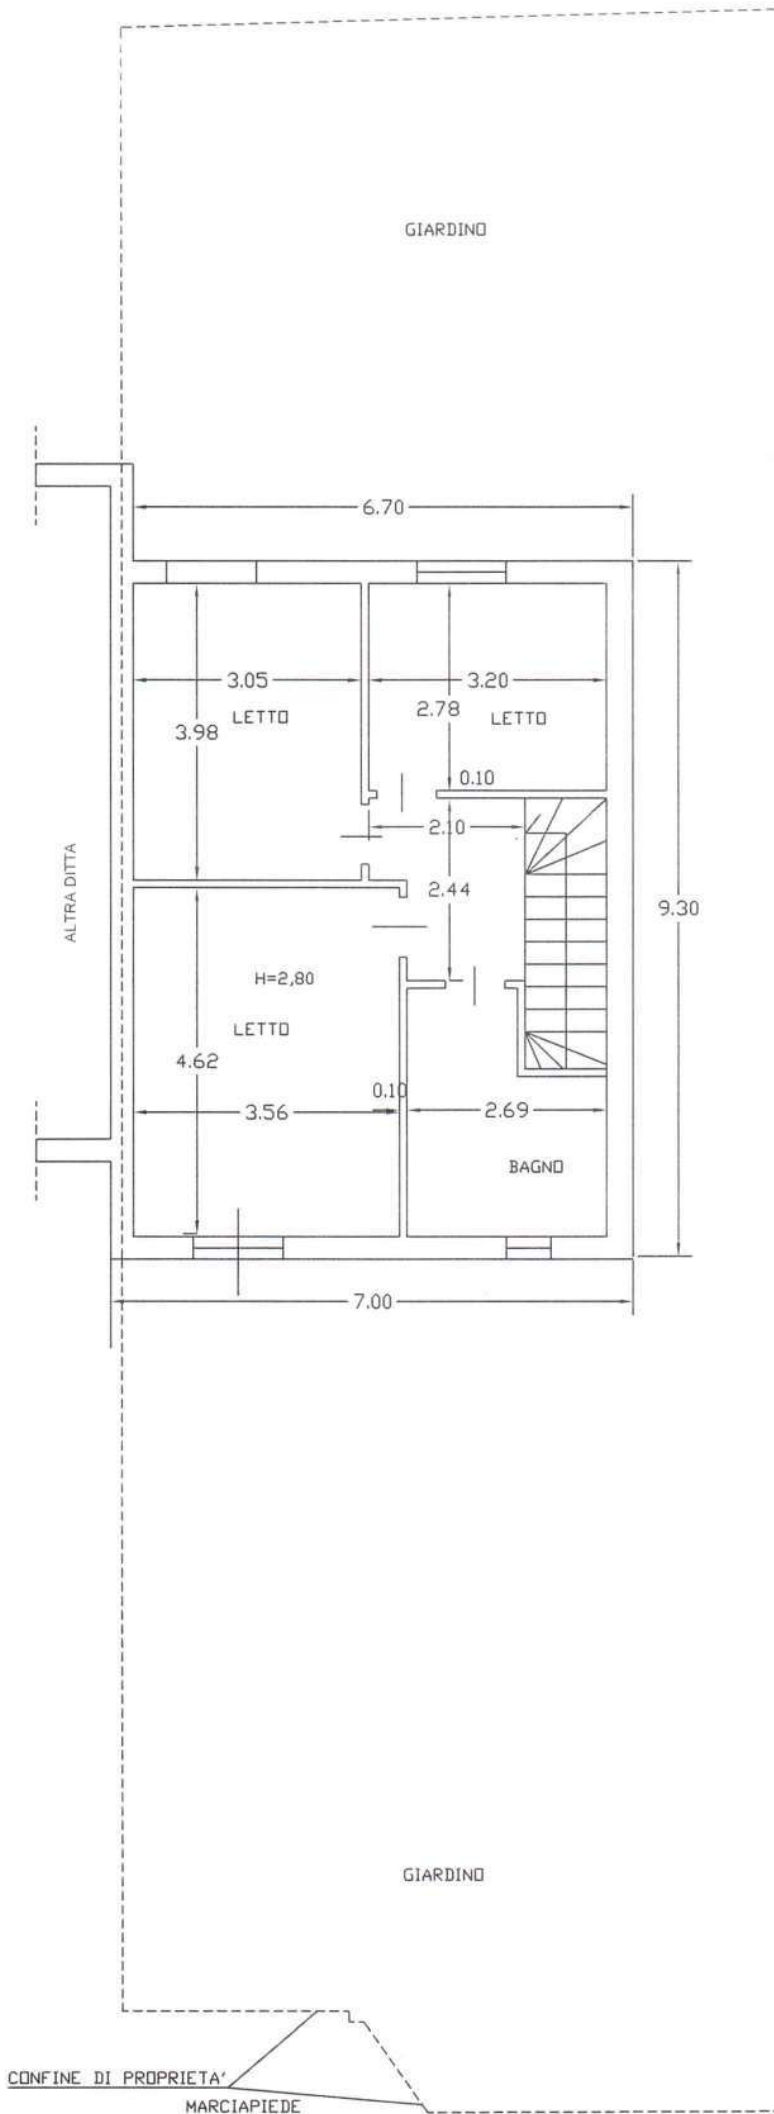 GIARDINO
6.70
3.05
3.20
LETTO
2.78
LETTO
3.98
0.10
2.10
ALTRA DITTA
2.44
9.30
H=2,80
LETTO
4.62
0.10
3.56
2.69
BAGNO
7.00
GIARDINO
CONFINE DI PROPRIETA'
MARCIAPIEDE